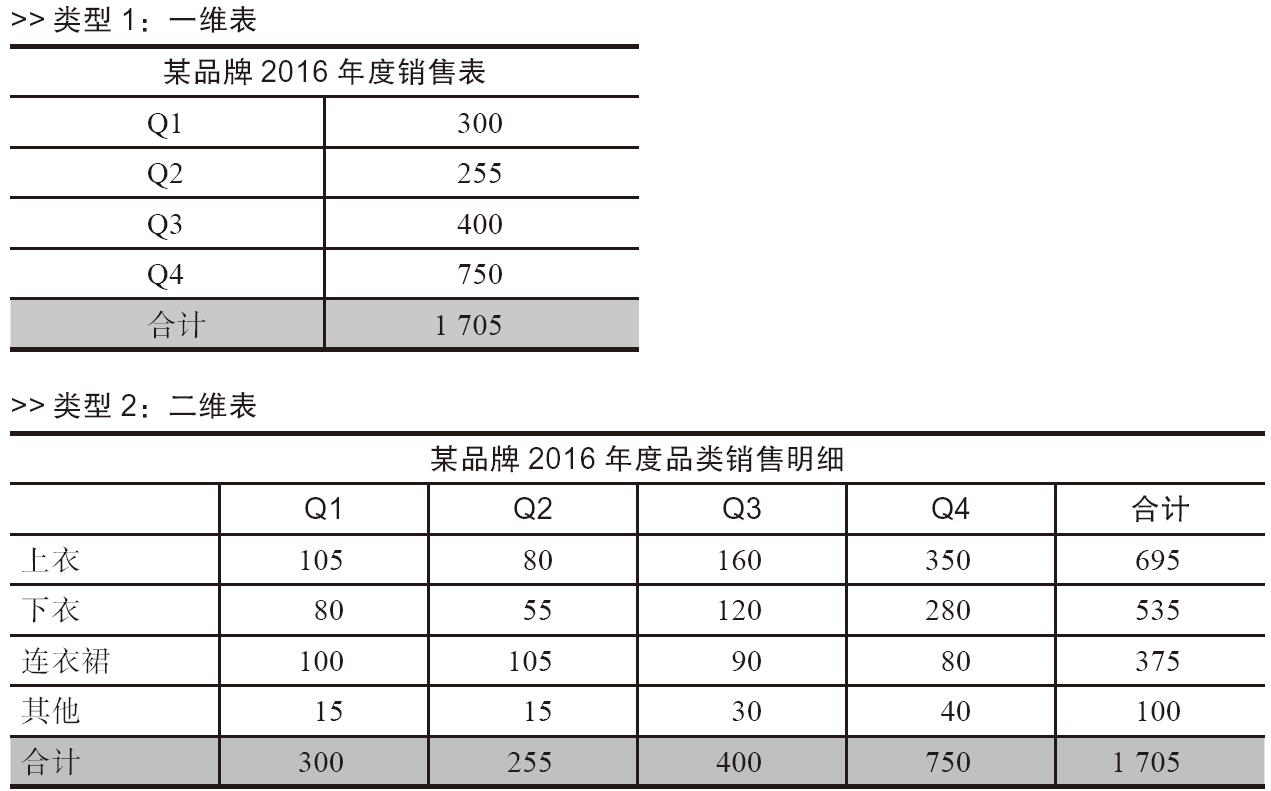 >> 类型 1：一维表
某品牌 2016 年度销售表
Q1 300
Q2 255
Q3 400
Q4 750
合计 1 705
>> 类型 2：二维表
某品牌 2016 年度品类销售明细
Q1 Q2 Q3 Q4 合计
上衣 105 80 160 350 695
下衣 80 55 120 280 535
连衣裙 100 105 90 80 375
其他 15 15 30 40 100
合计 300 255 400 750 1 705